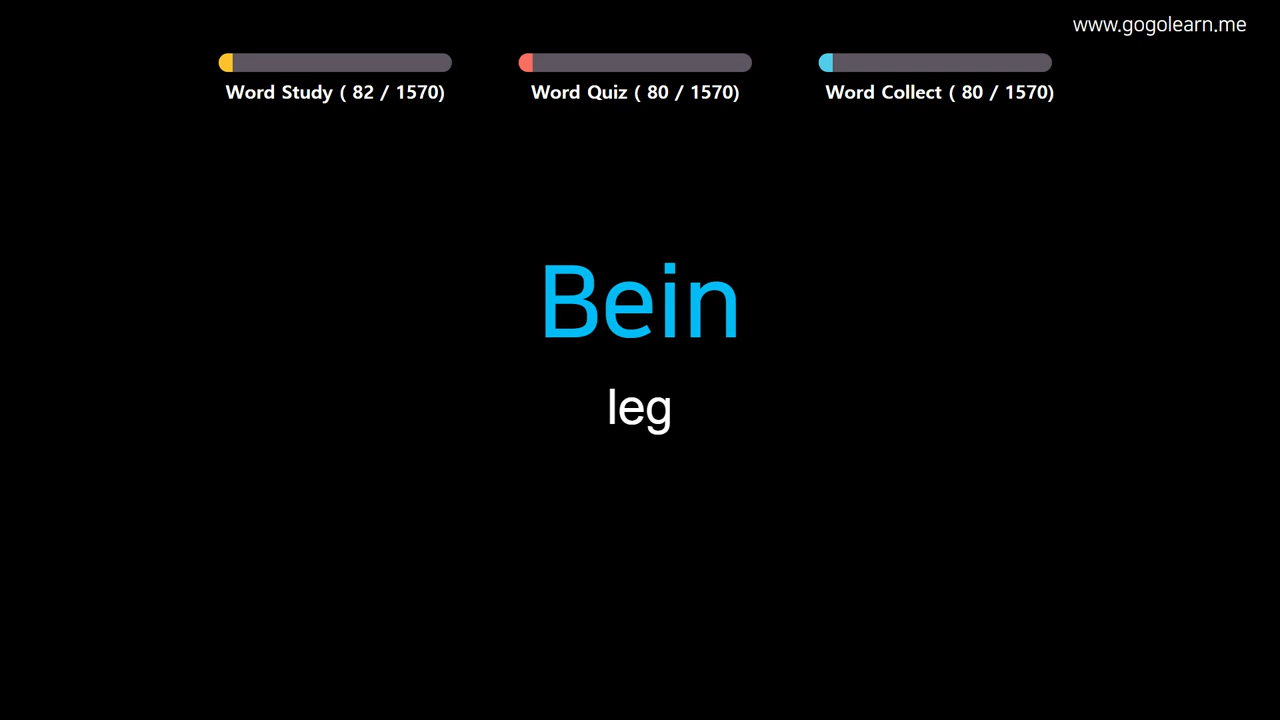 www.gogolearn.me
Word Study ( 82 / 1570)
Word Quiz ( 80 / 1570)
Word Collect ( 80 / 1570)
Bein
leg